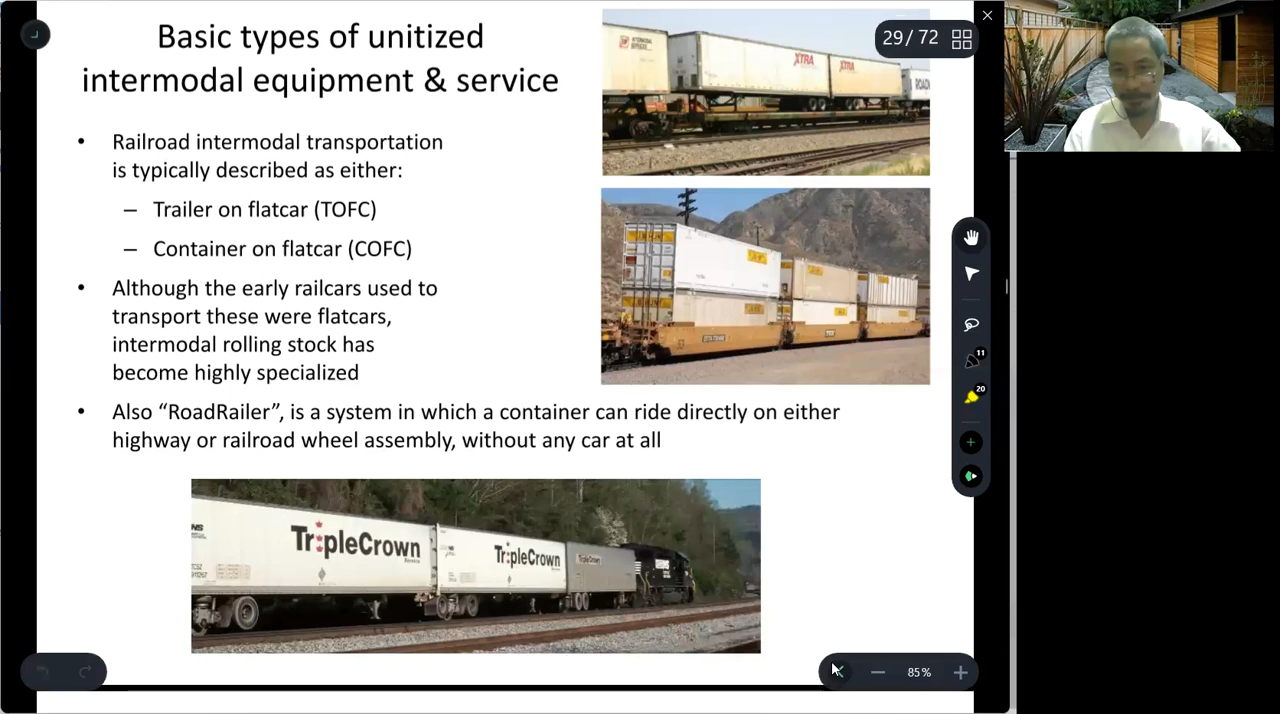 Basic types of unitized
intermodal equipment & service
29/ 72
• Railroad intermodal transportation
is typically described as either:
– Trailer on flatcar (TOFC)
– Container on flatcar (COFC)
• Although the early railcars used to
transport these were flatcars,
intermodal rolling stock has
become highly specialized
• Also “RoadRailer”, is a system in which a container can ride directly on either
highway or railroad wheel assembly, without any car at all
XTRA
XTRA
TripleCrown
TripleCrown
TripleCrown
11
20
85%